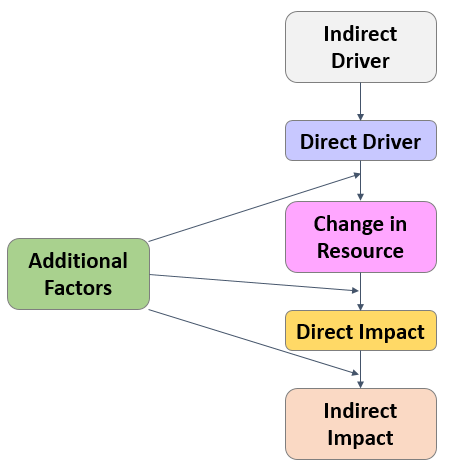 Indirect
Driver
Direct Driver
Change in
Resource
Additional
Factors
Direct Impact
Indirect
Impact